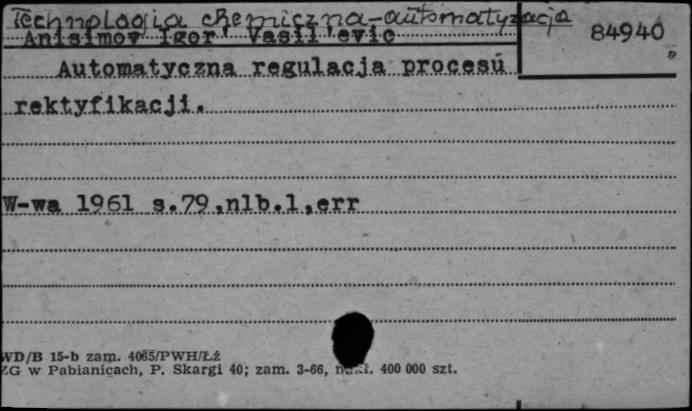 Technologia chemiczna-automatyzacja
84940
Anisimov Igor' Vasil'evic
Automatyczna regulacja procesu
rektyfikacji.
W-wa 1961 s.79,nlb.1,err
WD/B 15-b zam. 4065/PWH/Łź
ZG w Pabianicach, P. Skargi 40; zam. 3-66, 400 000 szt.